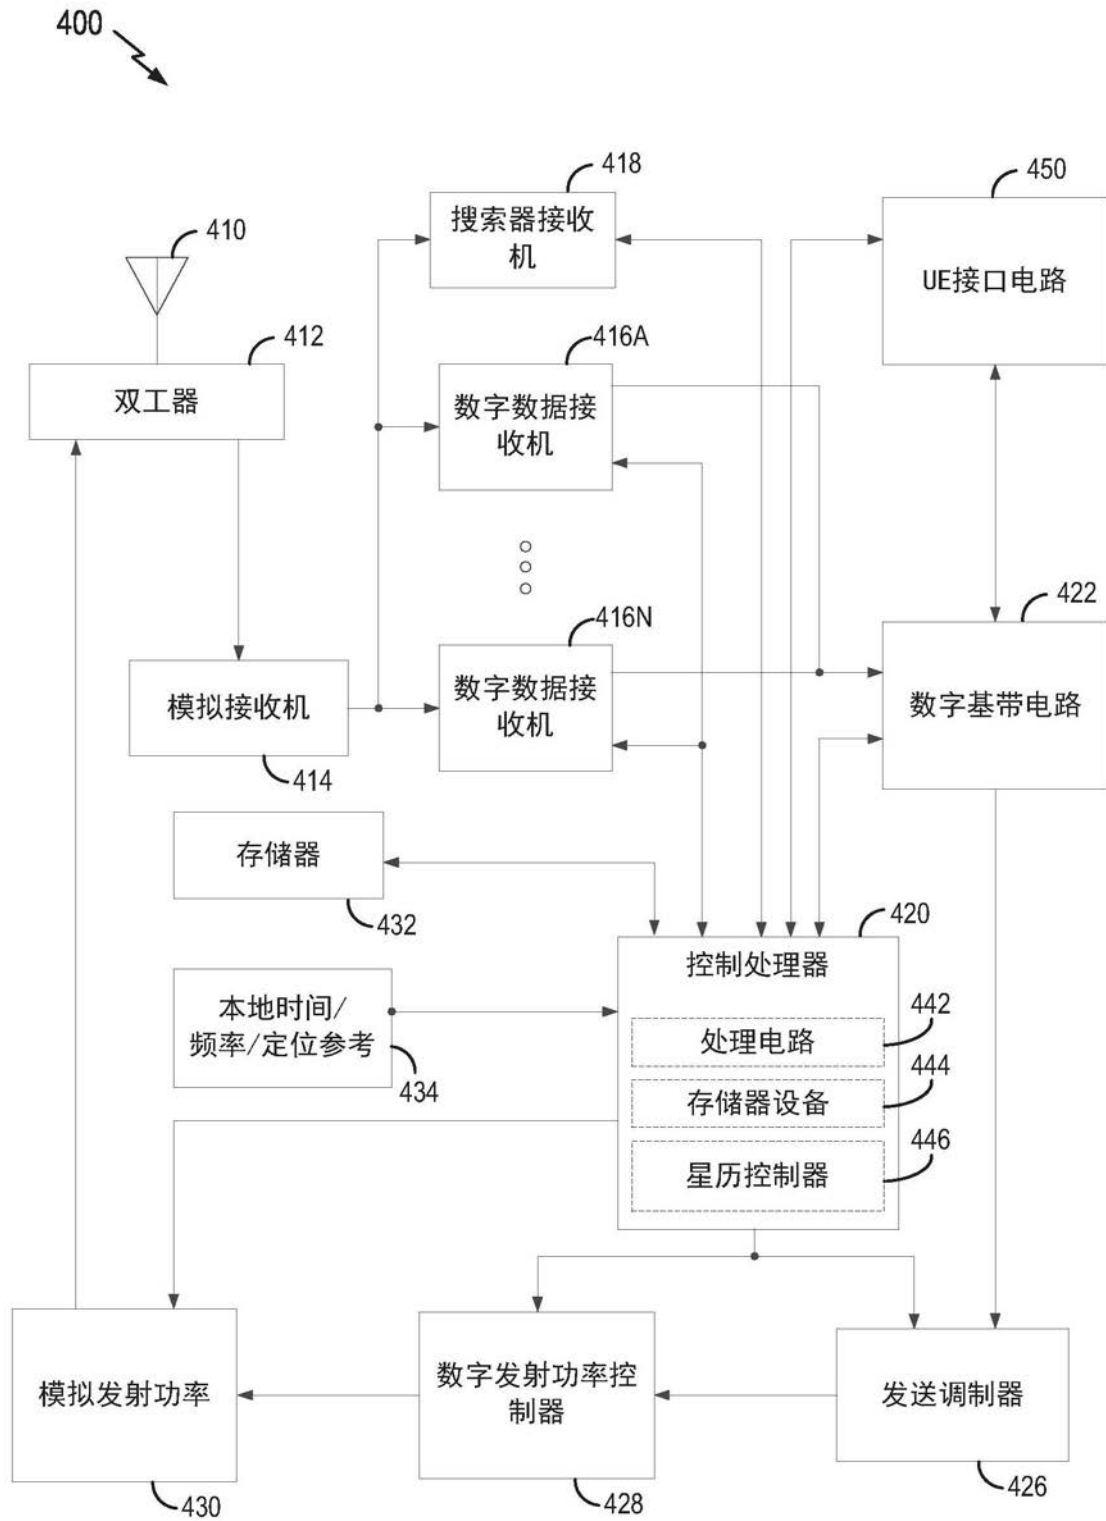 400
418
搜索器接收
机
450
UE接口电路
410
412
双工器
416A
数字数据接
收机
416N
数字数据接
收机
422
数字基带电路
模拟接收机
414
存储器
432
420
控制处理器
本地时间/
频率/定位参考
434
442
处理电路
444
存储器设备
446
星历控制器
模拟发射功率
430
数字发射功率控
制器
428
发送调制器
426